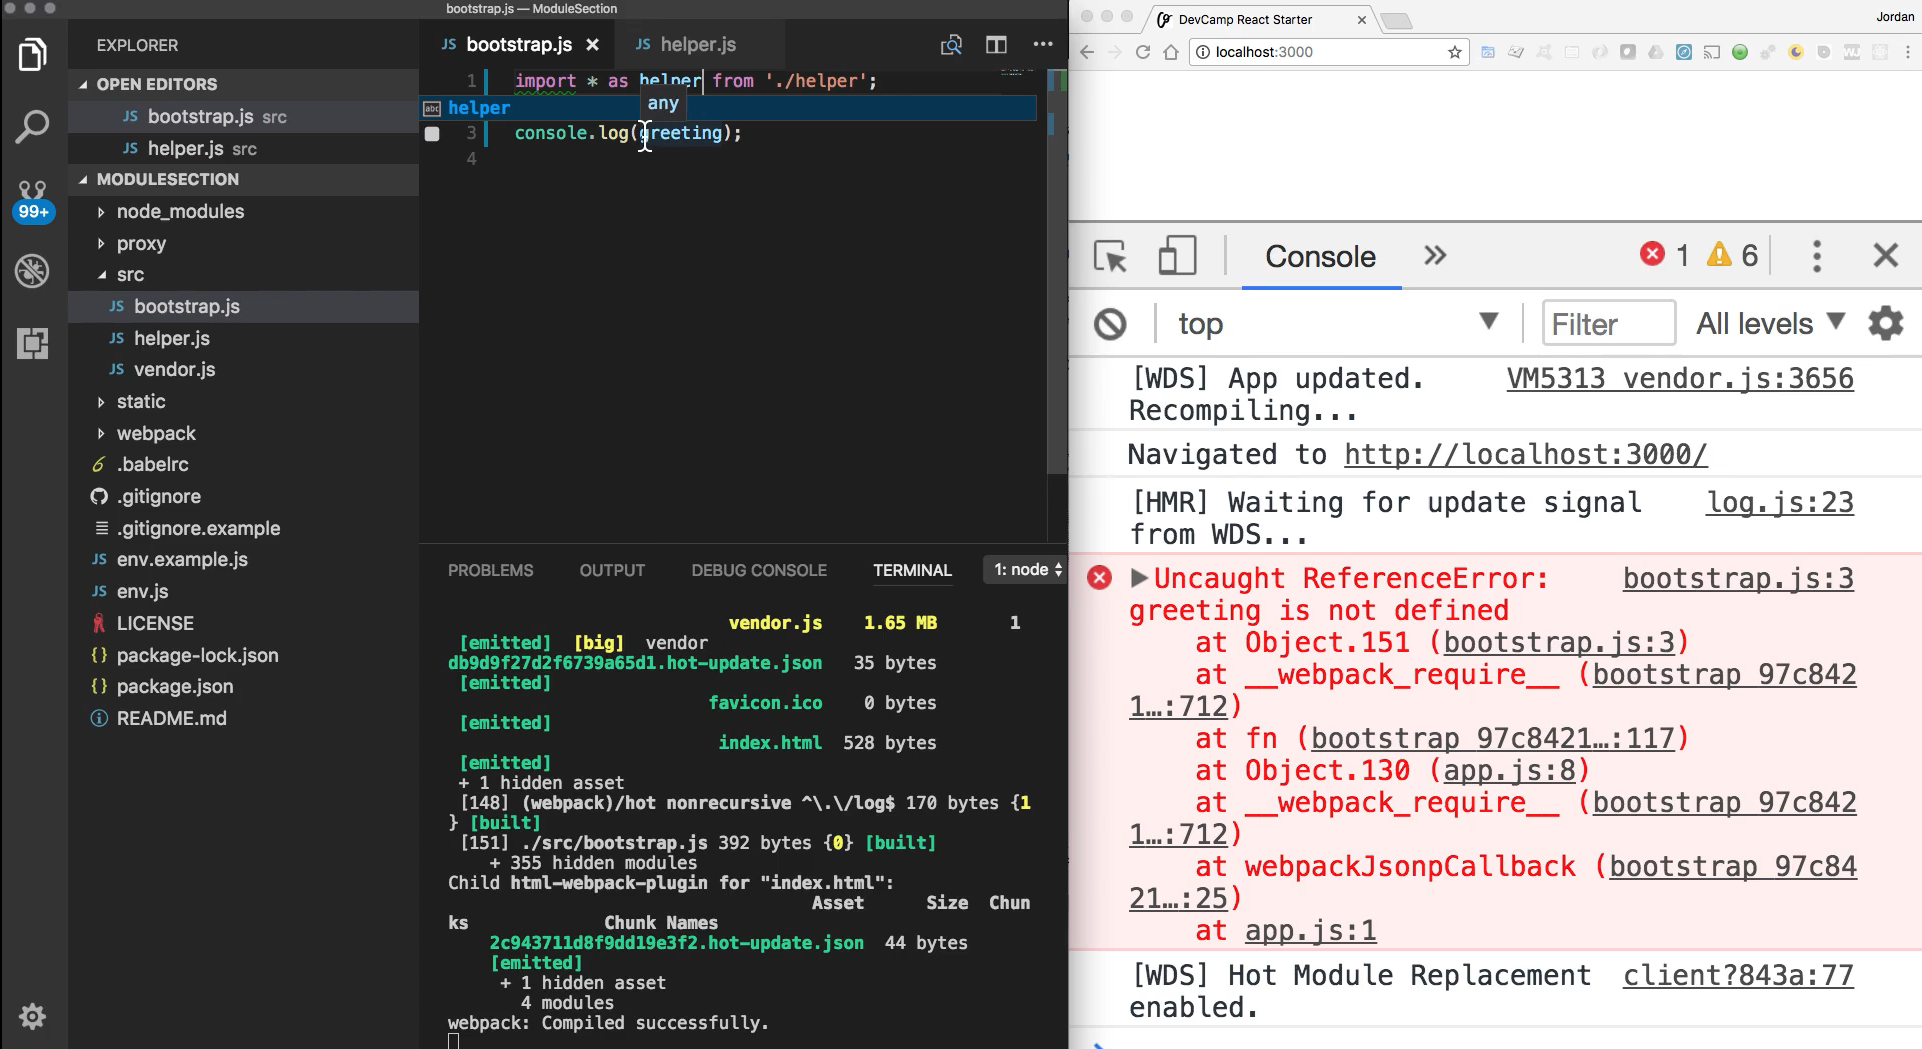 bootstrap.js — ModuleSection
EXPLORER
OPEN EDITORS
JS bootstrap.js src
JS helper.js src
MODULESECTION
node_modules
proxy
src
JS bootstrap.js
JS helper.js
JS vendor.js
static
webpack
.babelrc
.gitignore
.gitignore.example
JS env.example.js
JS env.js
LICENSE
{} package-lock.json
{} package.json
README.md
99+
JS bootstrap.js
JS helper.js
1 import * as helper from './helper';
abc helper
any
3 console.log(greeting);
4
PROBLEMS OUTPUT DEBUG CONSOLE TERMINAL 1: node
vendor.js 1.65 MB 1
[emitted] [big] vendor
db9d9f27d2f6739a65d1.hot-update.json 35 bytes
[emitted]
favicon.ico 0 bytes
[emitted]
index.html 528 bytes
[emitted]
+ 1 hidden asset
[148] (webpack)/hot nonrecursive ^\.\/log$ 170 bytes {1
} [built]
[151] ./src/bootstrap.js 392 bytes {0} [built]
+ 355 hidden modules
Child html-webpack-plugin for "index.html":
Asset Size Chun
ks Chunk Names
2c943711d8f9dd19e3f2.hot-update.json 44 bytes
[emitted]
+ 1 hidden asset
4 modules
webpack: Compiled successfully.
DevCamp React Starter
Jordan
localhost:3000
Console
1 6
top Filter All levels
[WDS] App updated. VM5313 vendor.js:3656
Recompiling...
Navigated to http://localhost:3000/
[HMR] Waiting for update signal log.js:23
from WDS...
Uncaught ReferenceError: bootstrap.js:3
greeting is not defined
at Object.151 (bootstrap.js:3)
at __webpack_require__ (bootstrap 97c842
1…:712)
at fn (bootstrap 97c8421…:117)
at Object.130 (app.js:8)
at __webpack_require__ (bootstrap 97c842
1…:712)
at webpackJsonpCallback (bootstrap 97c84
21…:25)
at app.js:1
[WDS] Hot Module Replacement client?843a:77
enabled.